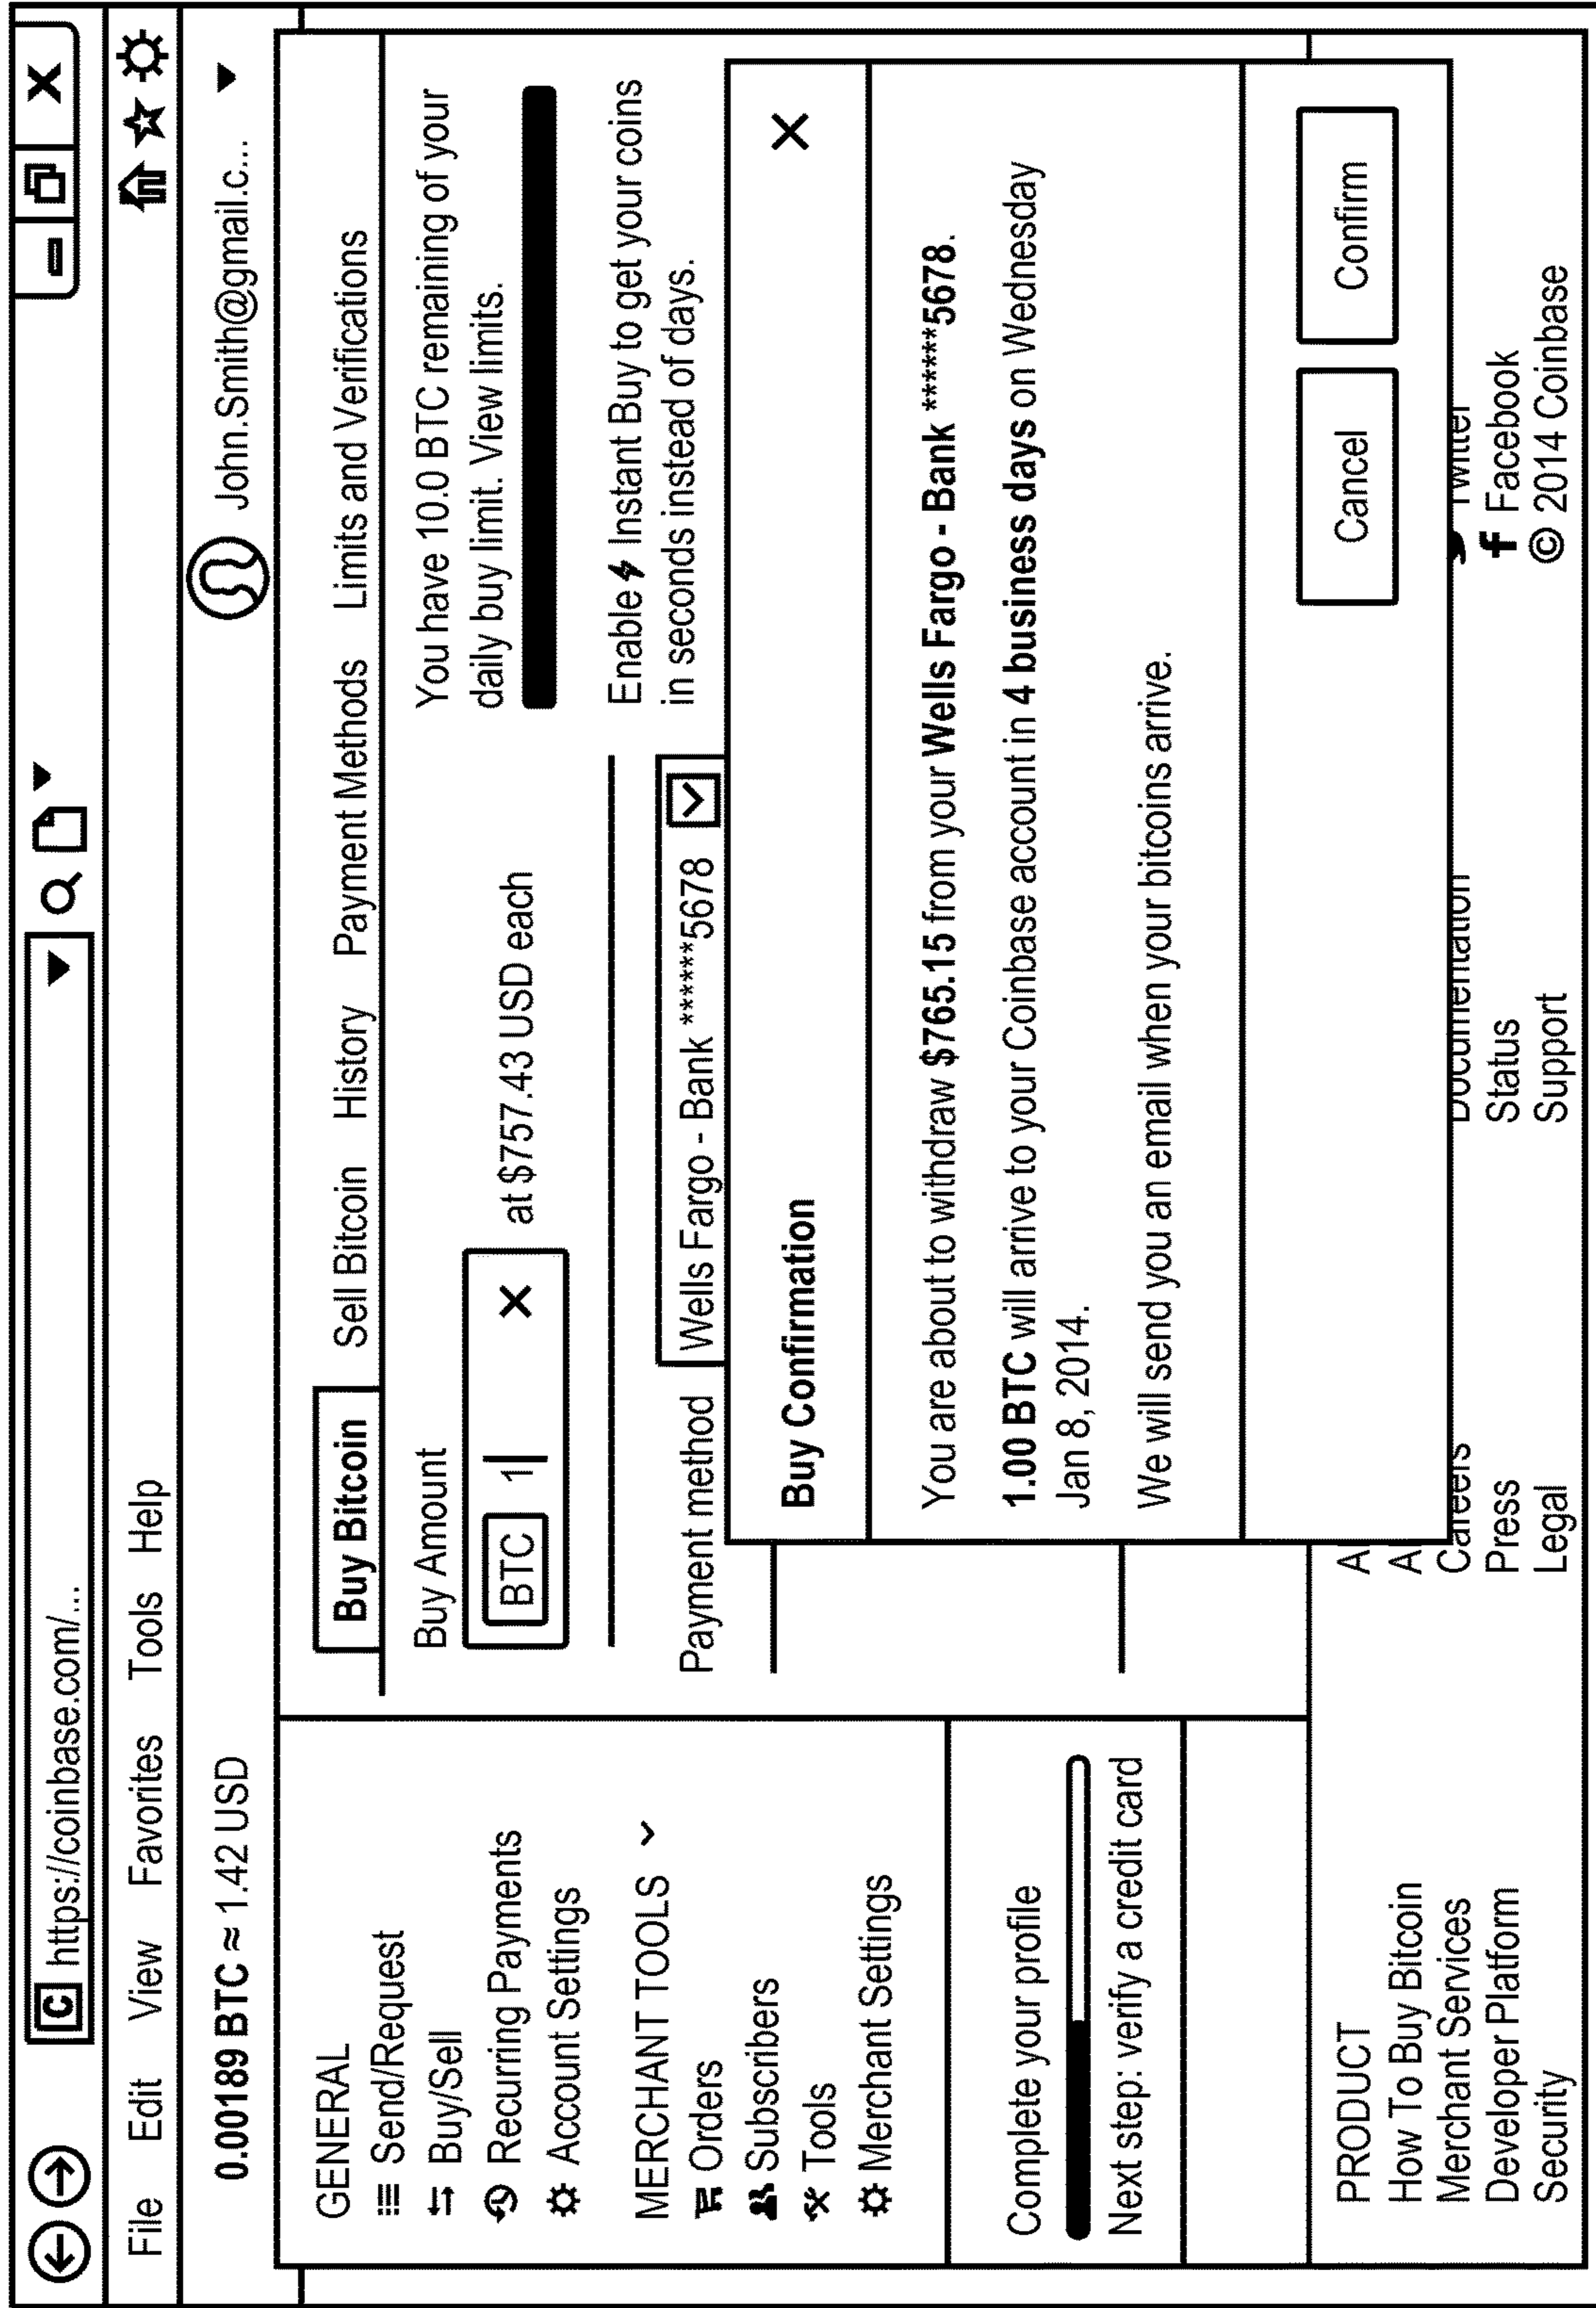 C https://coinbase.com/...
File Edit View Favorites Tools Help
0.00189 BTC ≈ 1.42 USD
John.Smith@gmail.c...
GENERAL
Send/Request
Buy/Sell
Recurring Payments
Account Settings
MERCHANT TOOLS
Orders
Subscribers
Tools
Merchant Settings
Complete your profile
Next step: verify a credit card
Buy Bitcoin Sell Bitcoin History Payment Methods Limits and Verifications
Buy Amount
BTC 1 at $757.43 USD each
You have 10.0 BTC remaining of your
daily buy limit. View limits.
Enable Instant Buy to get your coins
in seconds instead of days.
Payment method Wells Fargo - Bank ******5678
Buy Confirmation
You are about to withdraw $765.15 from your Wells Fargo - Bank ******5678.
1.00 BTC will arrive to your Coinbase account in 4 business days on Wednesday
Jan 8, 2014.
We will send you an email when your bitcoins arrive.
Cancel Confirm
PRODUCT
How To Buy Bitcoin
Merchant Services
Developer Platform
Security
A
A
Careers
Press
Legal
Documentation
Status
Support
Twitter
Facebook
© 2014 Coinbase